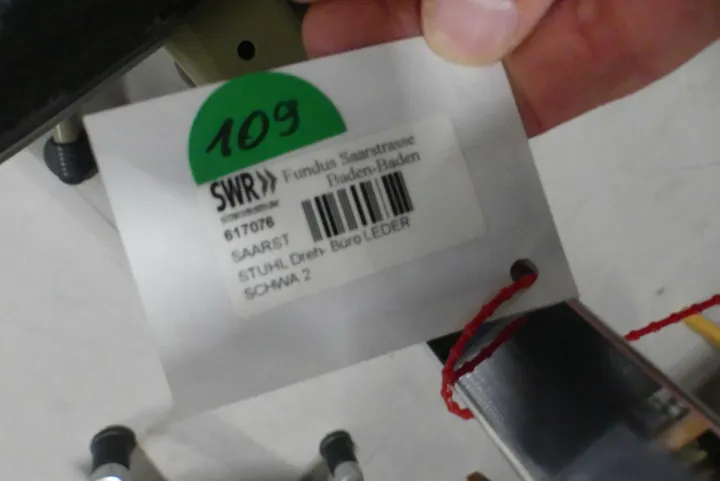 109
SWR» Fundus Saarstrasse
Baden-Baden
617076
SAARST
STUHL Dreh- Büro LEDER
SCHWA 2